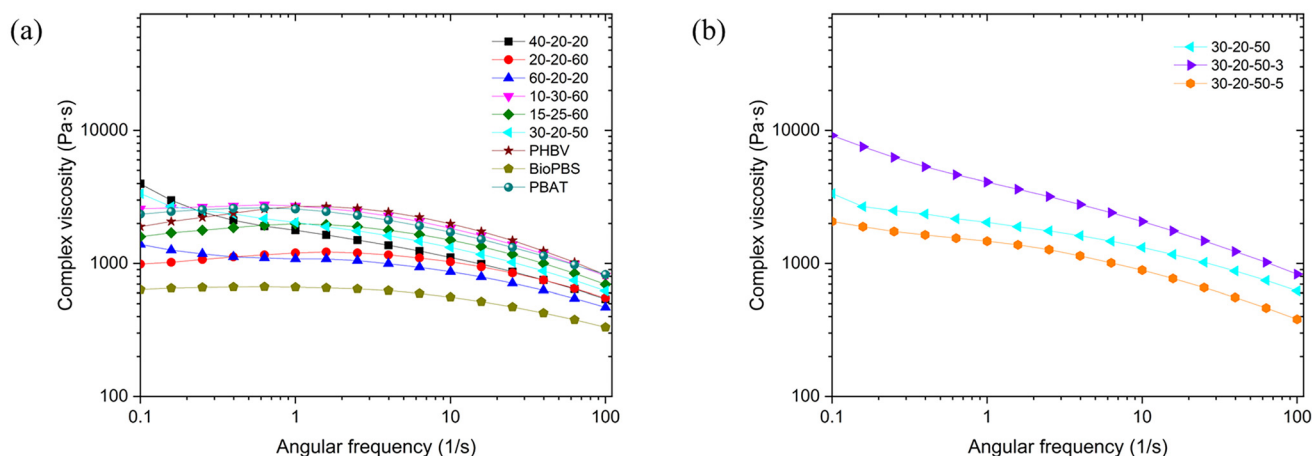 (a)
Complex viscosity (Pa·s)
10000
1000
100
40-20-20
20-20-60
60-20-20
10-30-60
15-25-60
30-20-50
PHBV
BioPBS
PBAT
0.1
1
10
100
Angular frequency (1/s)
(b)
Complex viscosity (Pa·s)
10000
1000
100
30-20-50
30-20-50-3
30-20-50-5
0.1
1
10
100
Angular frequency (1/s)